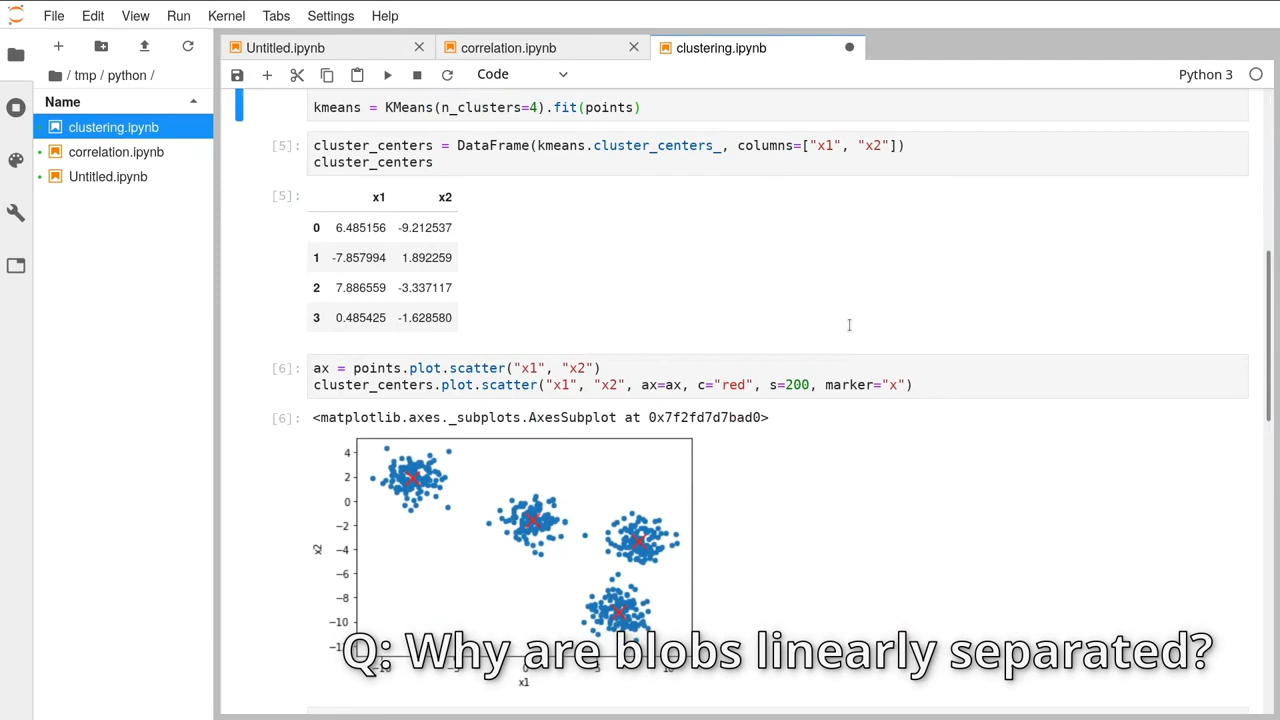 File Edit View Run Kernel Tabs Settings Help
/ tmp / python /
Name
clustering.ipynb
correlation.ipynb
Untitled.ipynb
Untitled.ipynb correlation.ipynb clustering.ipynb
Code Python 3
kmeans = KMeans(n_clusters=4).fit(points)
[5]: cluster_centers = DataFrame(kmeans.cluster_centers_, columns=["x1", "x2"])
cluster_centers
[5]: x1 x2
0 6.485156 -9.212537
1 -7.857994 1.892259
2 7.886559 -3.337117
3 0.485425 -1.628580
[6]: ax = points.plot.scatter("x1", "x2")
cluster_centers.plot.scatter("x1", "x2", ax=ax, c="red", s=200, marker="x")
[6]: <matplotlib.axes._subplots.AxesSubplot at 0x7f2fd7d7bad0>
4
2
0
−2
−4
−6
−8
−10
x2
x1
Q: Why are blobs linearly separated?